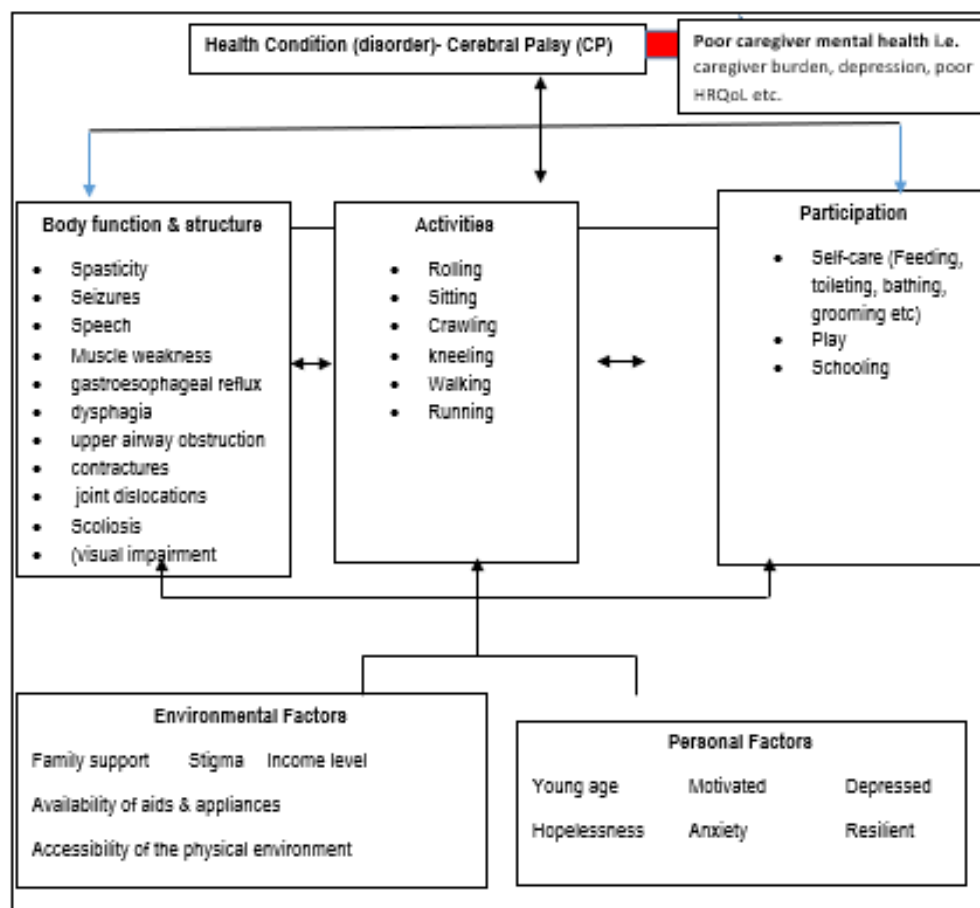 Health Condition (disorder)- Cerebral Palsy (CP)
Poor caregiver mental health i.e.
caregiver burden, depression, poor
HRQoL etc.
Body function & structure
• Spasticity
• Seizures
• Speech
• Muscle weakness
• gastroesophageal reflux
• dysphagia
• upper airway obstruction
• contractures
• joint dislocations
• Scoliosis
• (visual impairment
Activities
• Rolling
• Sitting
• Crawling
• kneeling
• Walking
• Running
Participation
• Self-care (Feeding,
toileting, bathing,
grooming etc)
• Play
• Schooling
Environmental Factors
Family support Stigma Income level
Availability of aids & appliances
Accessibility of the physical environment
Personal Factors
Young age Motivated Depressed
Hopelessness Anxiety Resilient